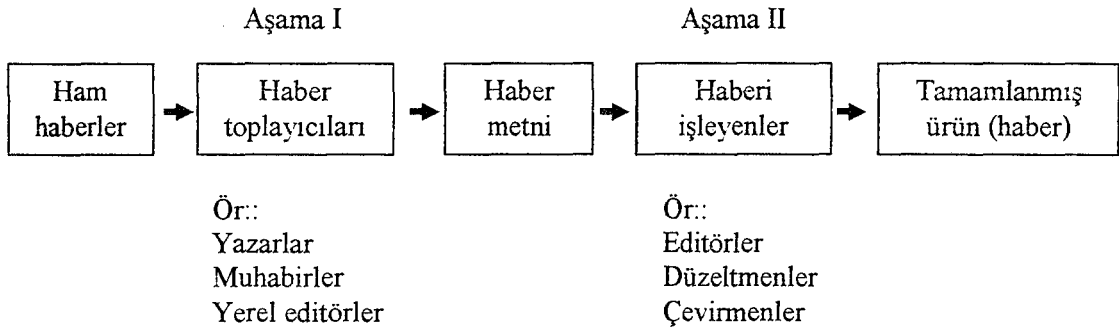 Aşama I
Aşama II
Ham
haberler
Haber
toplayıcıları
Haber
metni
Haberi
işleyenler
Tamamlanmış
ürün (haber)
Ör::
Yazarlar
Muhabirler
Yerel editörler
Ör::
Editörler
Düzeltmenler
Çevirmenler